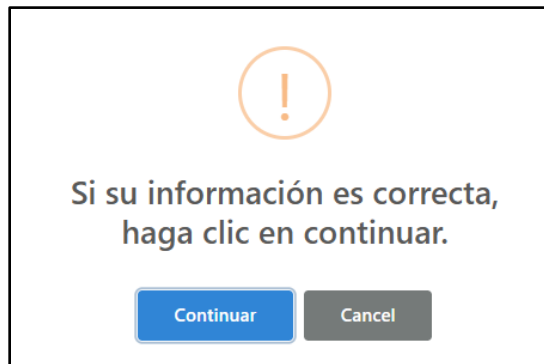 !
Si su información es correcta,
haga clic en continuar.
Continuar
Cancel